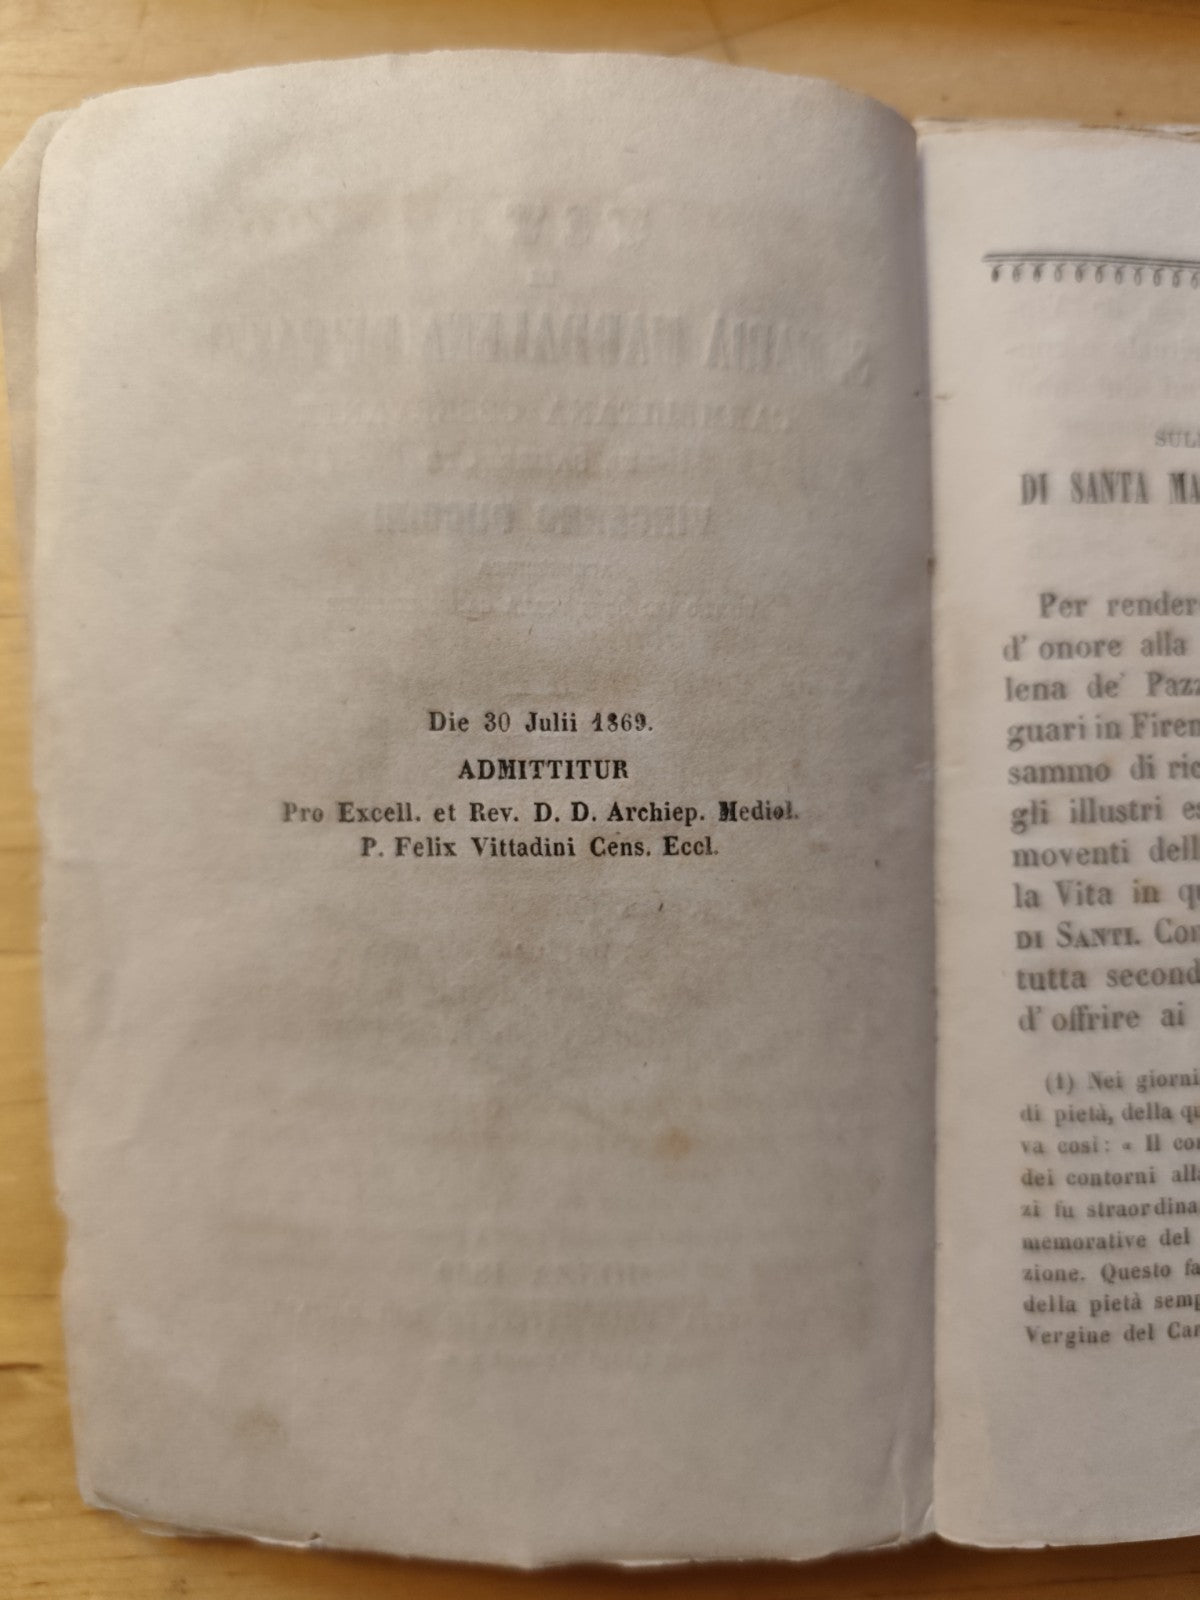 Die 30 Julii 1869.
ADMITTITUR
Pro Excell. et Rev. D. D. Archiep. Mediol.
P. Felix Vittadini Cens. Eccl.
SUL
DI SANTA MA
Per render
d' onore alla
lena de' Pazz
guari in Firen
sammo di ric
gli illustri es
moventi dell
la Vita in qu
DI SANTI. Con
tutta second
d' offrire ai
(1) Nei giorni
di pietà, della qu
va così: « Il con
dei contorni alla
zi fu straordina
memorative del
zione. Questo fa
della pietà semp
Vergine del Car